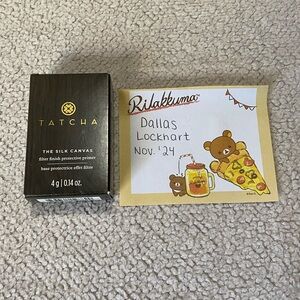 TATCHA
THE SILK CANVAS
filter finish protective primer
base protectrice effet filtre
4 g | 0.14 oz.
Rilakkuma
Dallas
Lockhart
Nov. '24